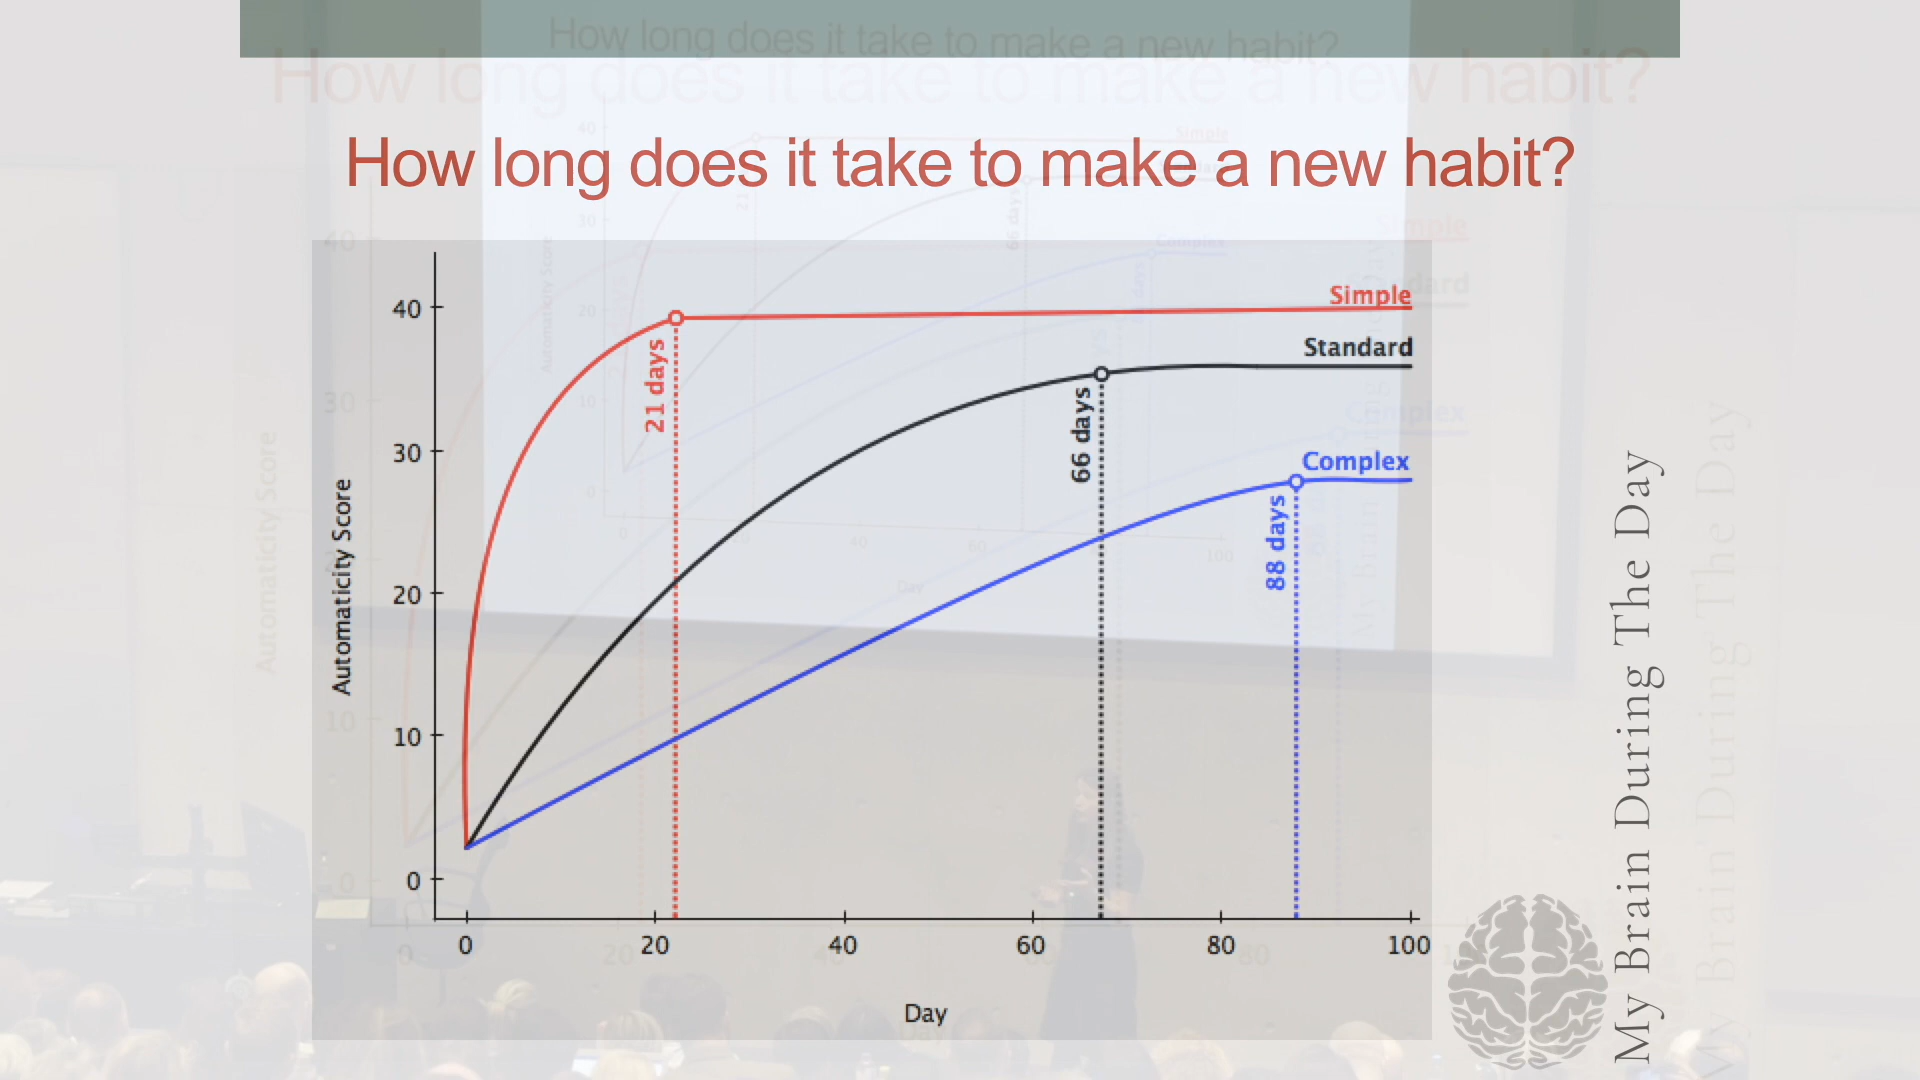 How long does it take to make a new habit?
Automaticity Score
40
30
20
10
0
Simple
Standard
Complex
21 days
66 days
88 days
0 20 40 60 80 100
Day
My Brain During The Day